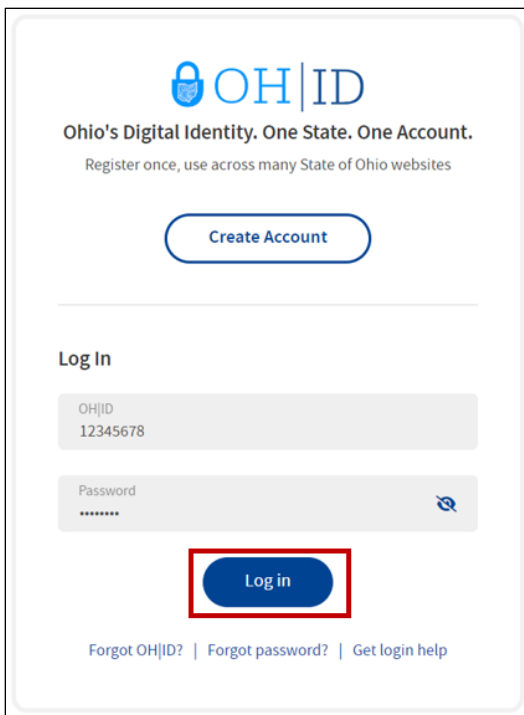 OH|ID
Ohio's Digital Identity. One State. One Account.
Register once, use across many State of Ohio websites
Create Account
Log In
OH|ID
12345678
Password
••••••••
Log in
Forgot OH|ID? | Forgot password? | Get login help